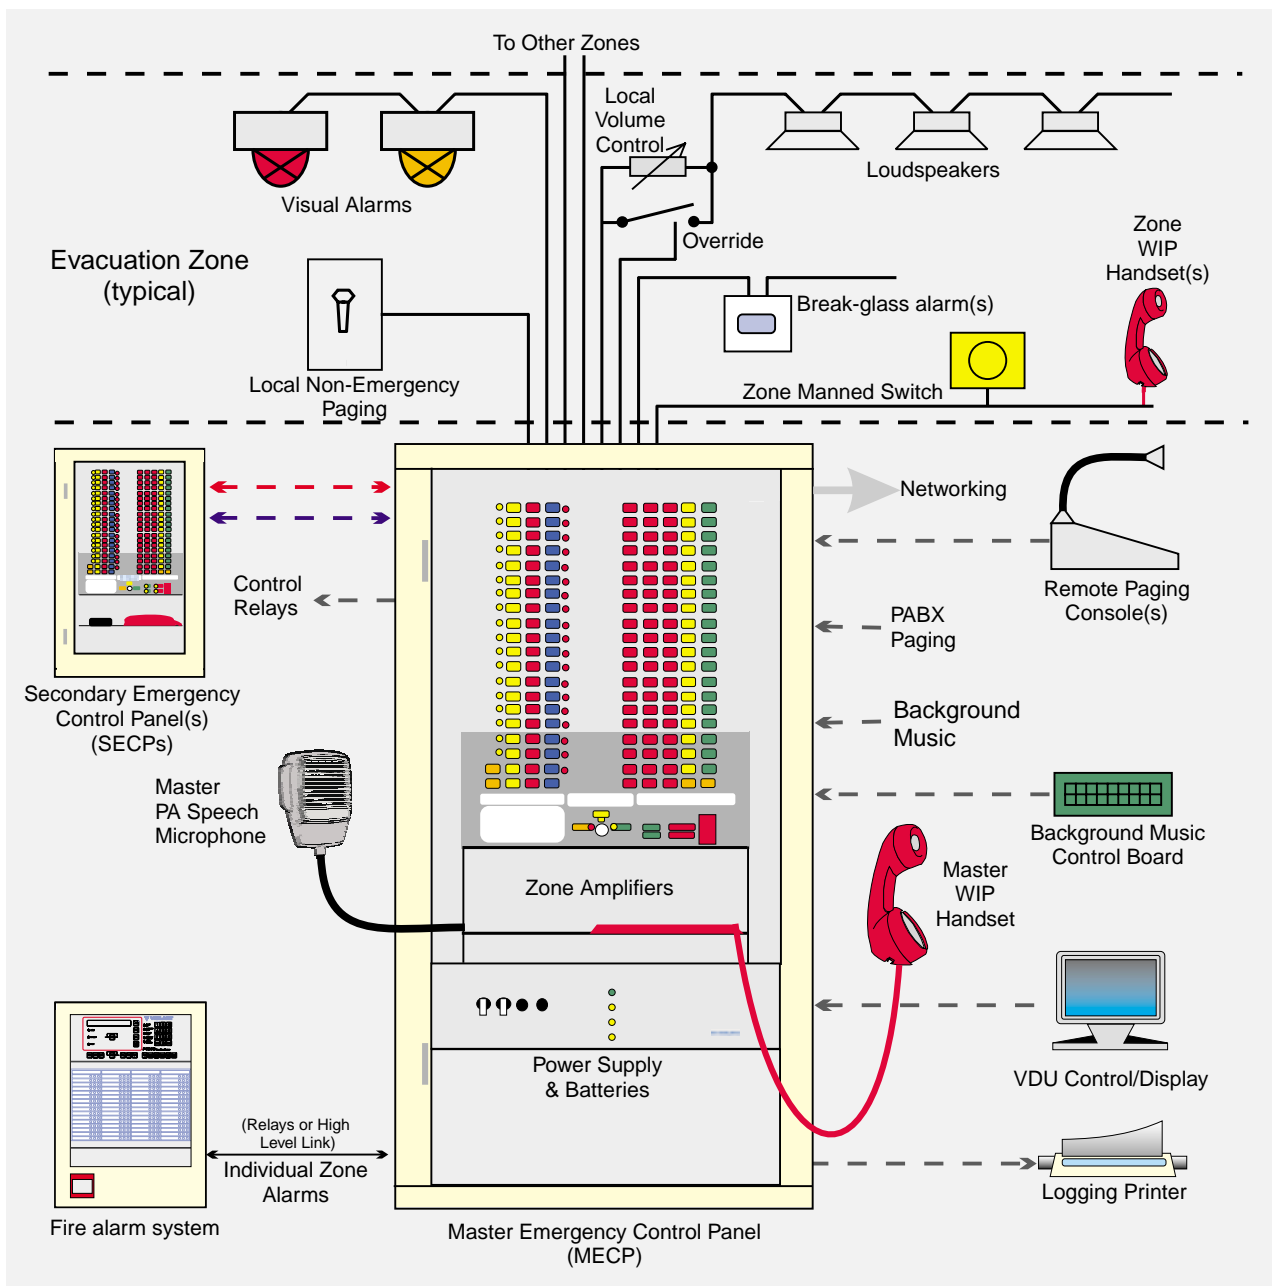 To Other Zones
Local
Volume
Control
Loudspeakers
Visual Alarms
Override
Zone
WIP
Handset(s)
Evacuation Zone
(typical)
Break-glass alarm(s)
Local Non-Emergency
Paging
Zone Manned Switch
Networking
Control
Relays
Remote Paging
Console(s)
PABX
Paging
Secondary Emergency
Control Panel(s)
(SECPs)
Background
Music
Master
PA Speech
Microphone
Background Music
Control Board
Zone Amplifiers
Master
WIP
Handset
Power Supply
& Batteries
VDU Control/Display
(Relays or High
Level Link)
Individual Zone
Alarms
Logging Printer
Fire alarm system
Master Emergency Control Panel
(MECP)